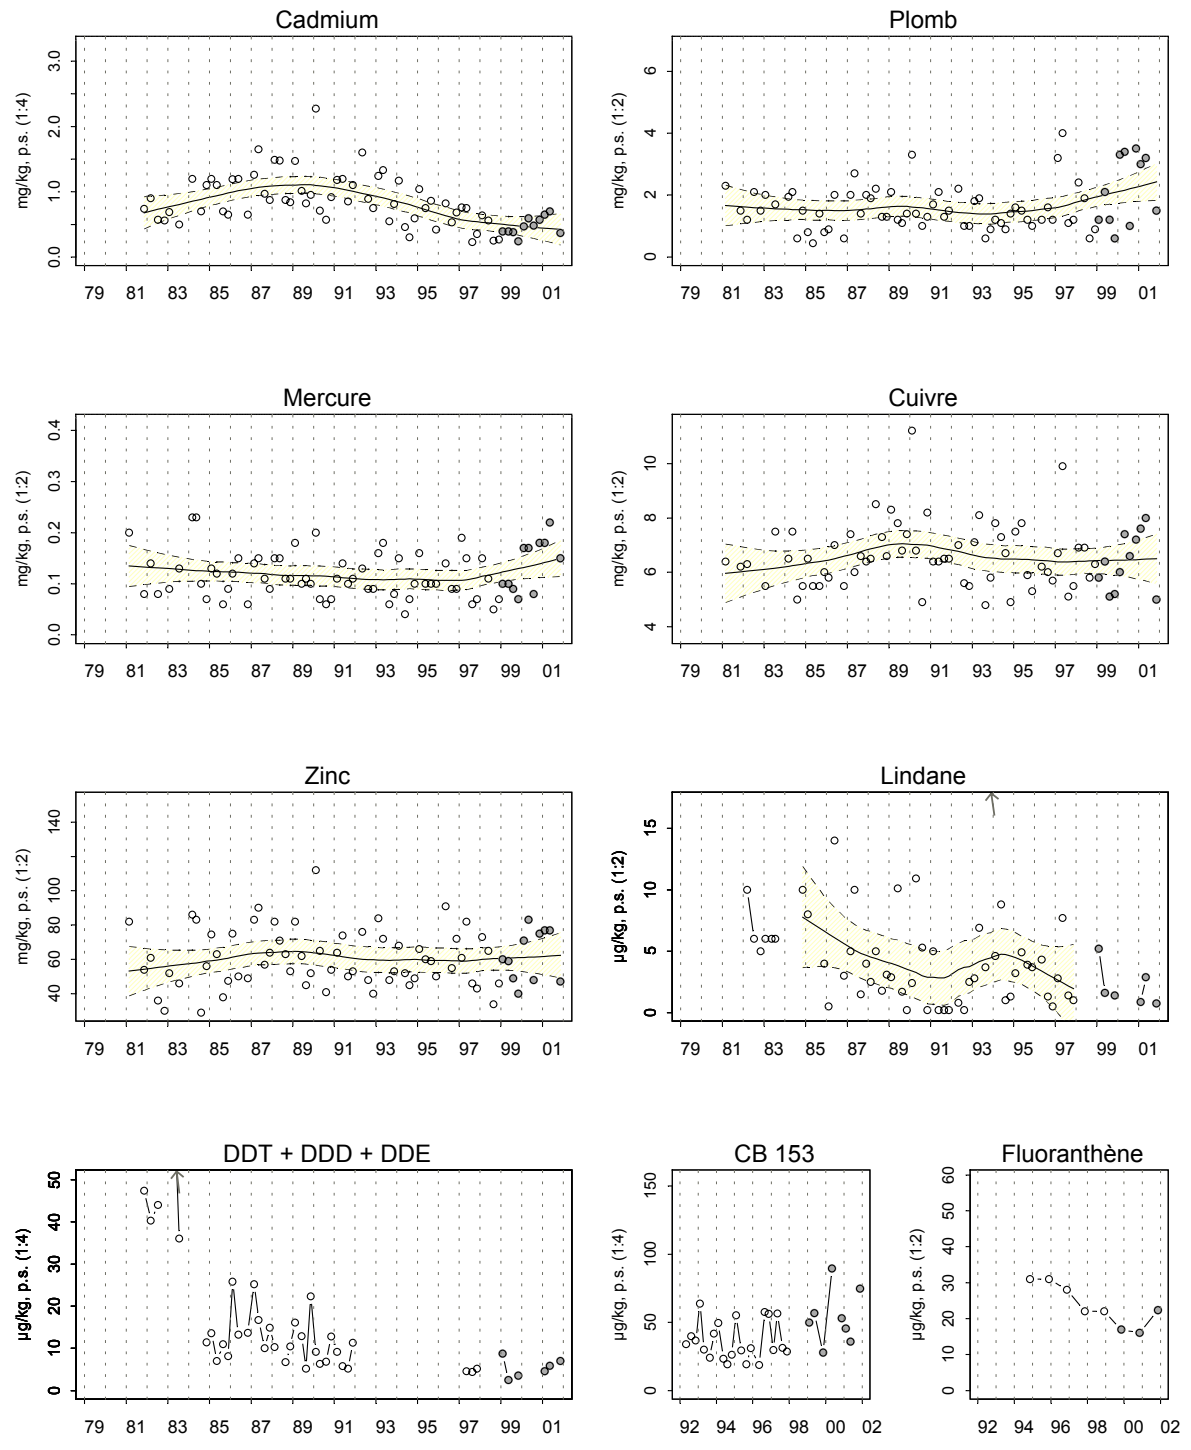 Cadmium
Plomb
mg/kg, p.s. (1:4)
0.0 1.0 2.0 3.0
79 81 83 85 87 89 91 93 95 97 99 01
mg/kg, p.s. (1:2)
0 2 4 6
79 81 83 85 87 89 91 93 95 97 99 01
Mercure
Cuivre
mg/kg, p.s. (1:2)
0.0 0.1 0.2 0.3 0.4
79 81 83 85 87 89 91 93 95 97 99 01
mg/kg, p.s. (1:2)
4 6 8 10
79 81 83 85 87 89 91 93 95 97 99 01
Zinc
Lindane
mg/kg, p.s. (1:2)
40 60 80 100 140
79 81 83 85 87 89 91 93 95 97 99 01
µg/kg, p.s. (1:2)
0 5 10 15
79 81 83 85 87 89 91 93 95 97 99 01
DDT + DDD + DDE
CB 153
Fluoranthène
µg/kg, p.s. (1:4)
0 10 20 30 40 50
79 81 83 85 87 89 91 93 95 97 99 01
µg/kg, p.s. (1:4)
0 50 100 150
92 94 96 98 00 02
µg/kg, p.s. (1:2)
0 10 20 30 40 50 60
92 94 96 98 00 02